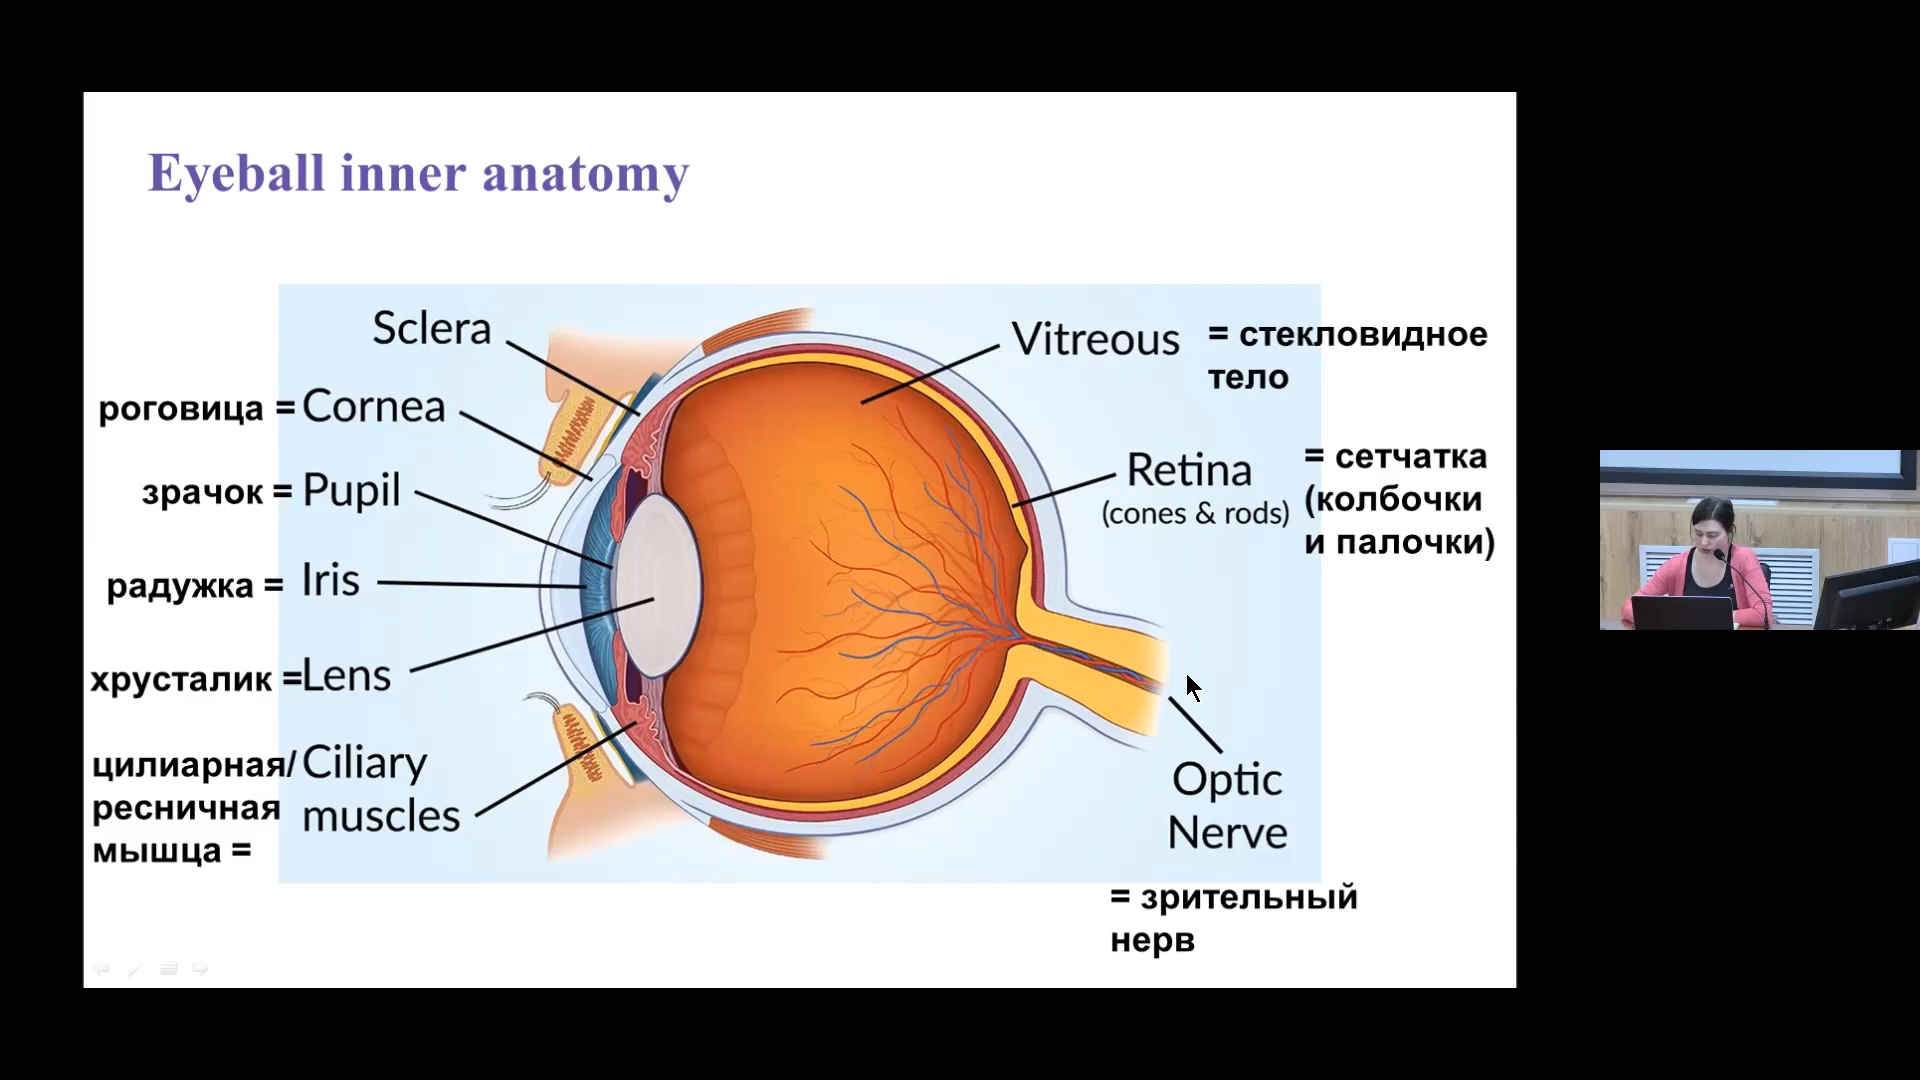 Eyeball inner anatomy
Sclera
роговица = Cornea
зрачок = Pupil
радужка = Iris
хрусталик =Lens
цилиарная/ Ciliary
ресничная muscles
мышца =
Vitreous = стекловидное
тело
Retina = сетчатка
(cones & rods) (колбочки
и палочки)
Optic
Nerve
= зрительный
нерв